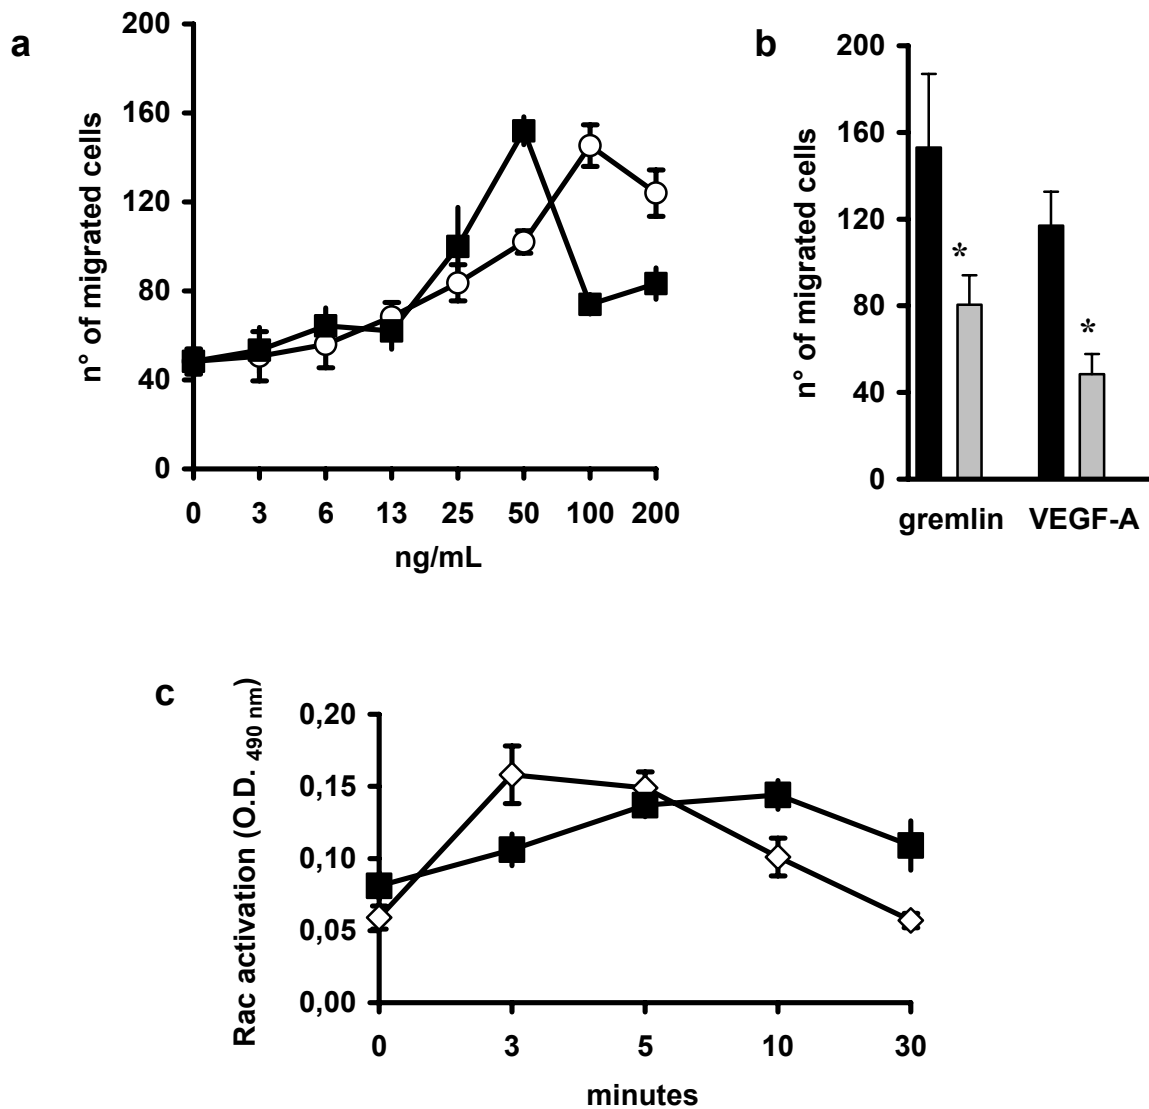 a
n° of migrated cells
200
160
120
80
40
0
0 3 6 13 25 50 100 200
ng/mL
b
n° of migrated cells
200
160
120
80
40
0
* *
gremlin VEGF-A
c
Rac activation (O.D. 490 nm)
0,20
0,15
0,10
0,05
0,00
0 3 5 10 30
minutes